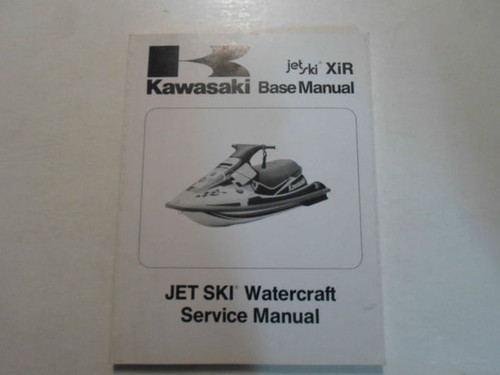 jet ski® XiR
Kawasaki Base Manual
JET SKI® Watercraft
Service Manual